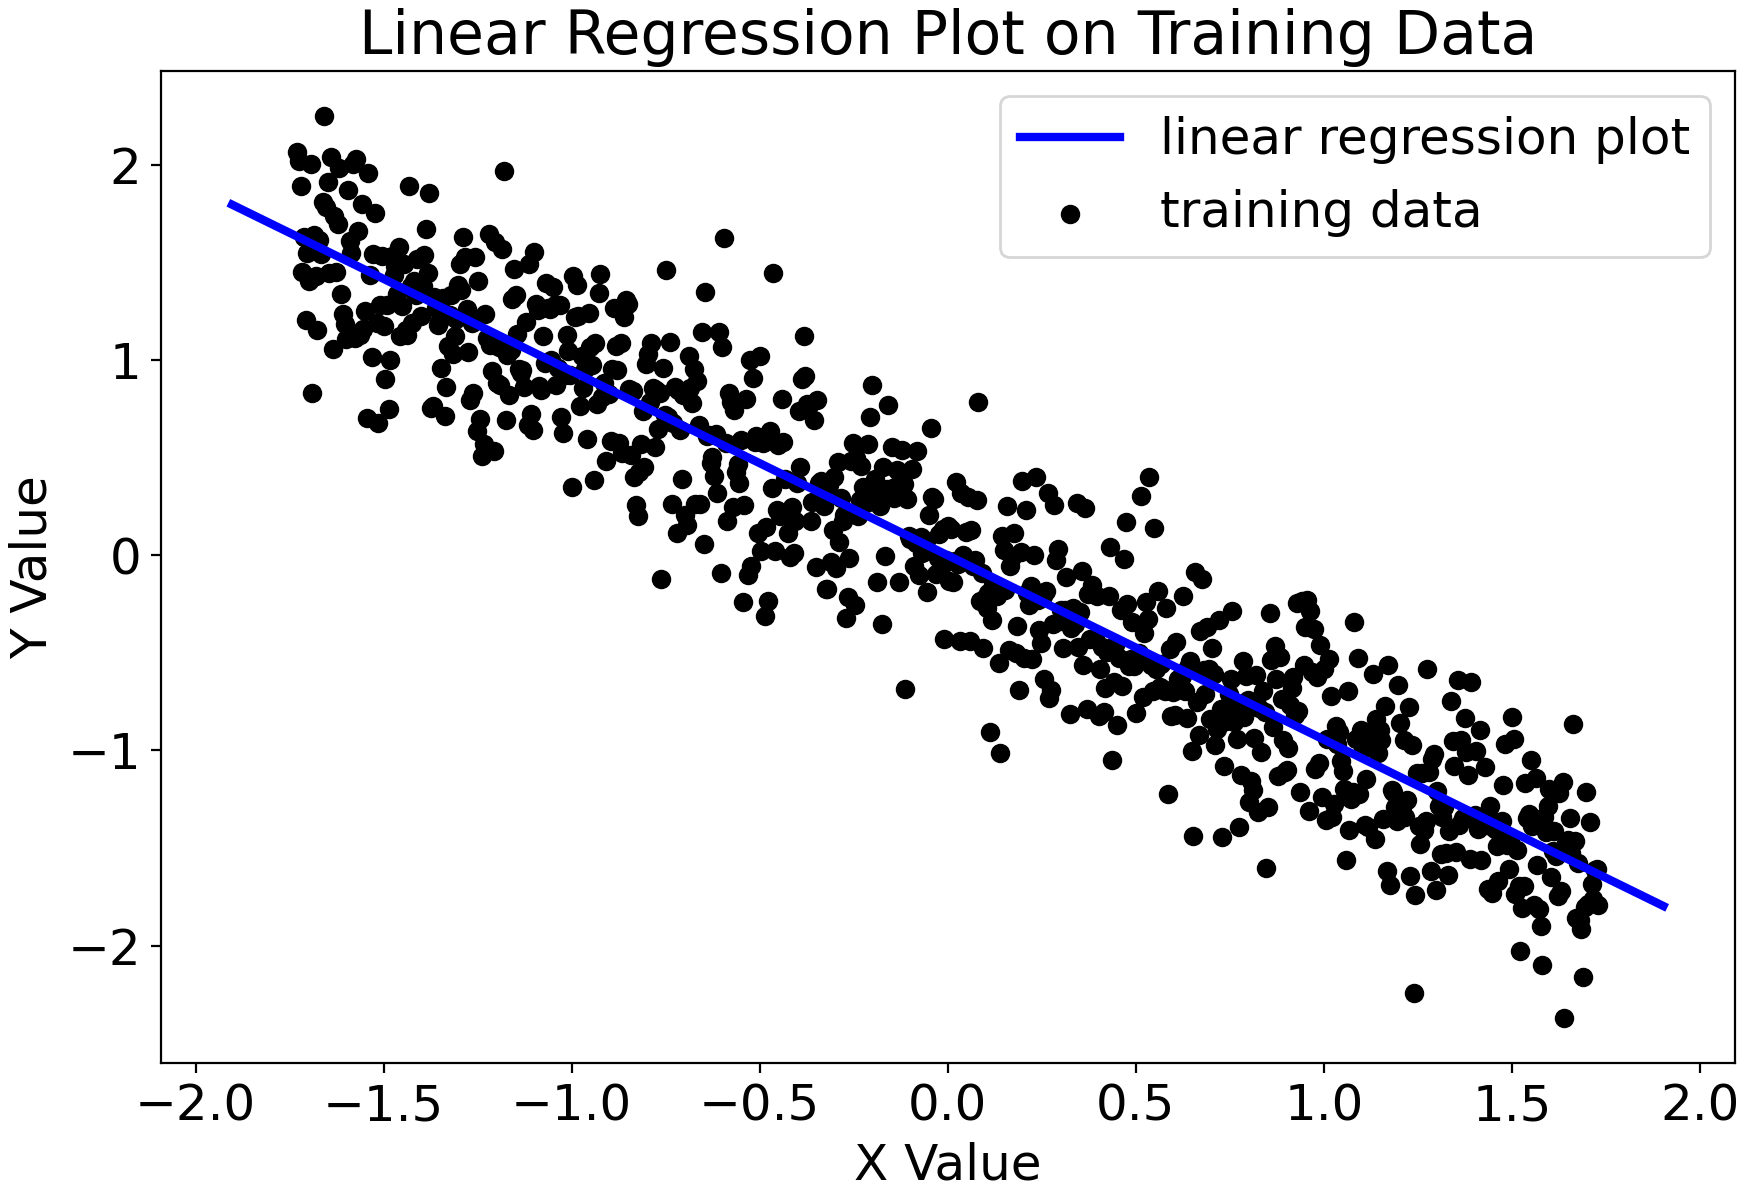 Linear Regression Plot on Training Data
linear regression plot
training data
Y Value
2
1
0
−1
−2
−2.0 −1.5 −1.0 −0.5 0.0 0.5 1.0 1.5 2.0
X Value